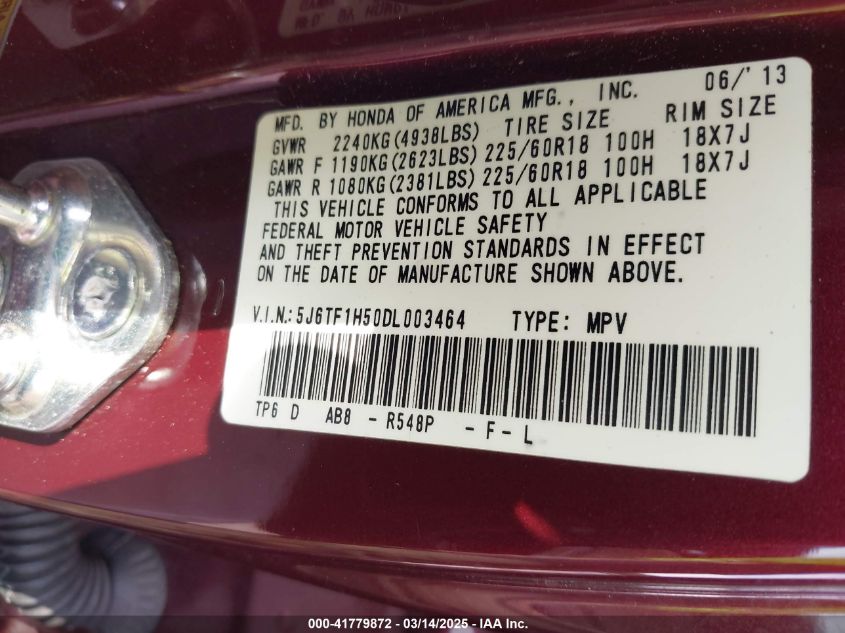 MFD. BY HONDA OF AMERICA MFG., INC. 06/'13
GVWR 2240KG(4938LBS) TIRE SIZE RIM SIZE
GAWR F 1190KG(2623LBS) 225/60R18 100H 18X7J
GAWR R 1080KG(2381LBS) 225/60R18 100H 18X7J
THIS VEHICLE CONFORMS TO ALL APPLICABLE
FEDERAL MOTOR VEHICLE SAFETY
AND THEFT PREVENTION STANDARDS IN EFFECT
ON THE DATE OF MANUFACTURE SHOWN ABOVE.
V.I.N.: 5J6TF1H50DL003464 TYPE: MPV
TP6 D AB8 - R548P - F - L
000-41779872 - 03/14/2025 - IAA Inc.